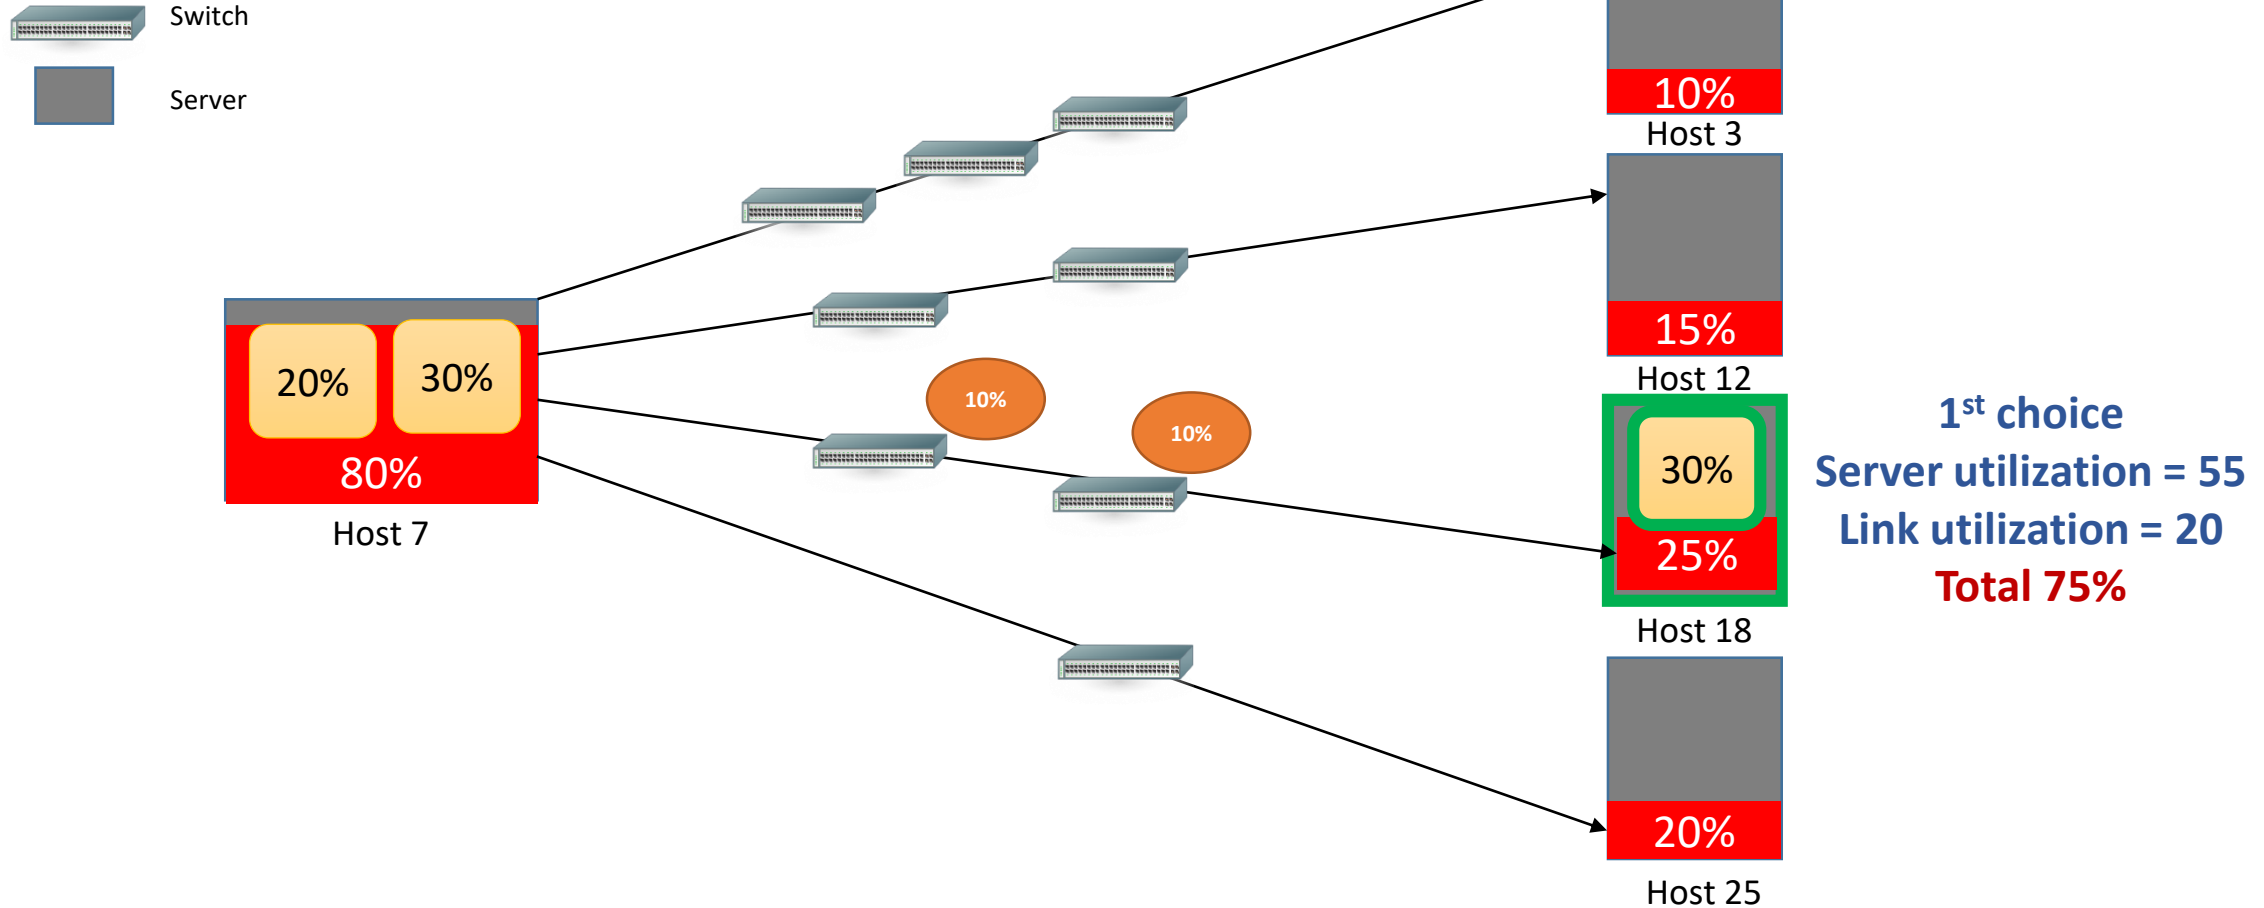 Switch
Server
10%
Host 3
15%
Host 12
20%
30%
80%
Host 7
10%
10%
30%
25%
Host 18
1st choice
Server utilization = 55
Link utilization = 20
Total 75%
20%
Host 25